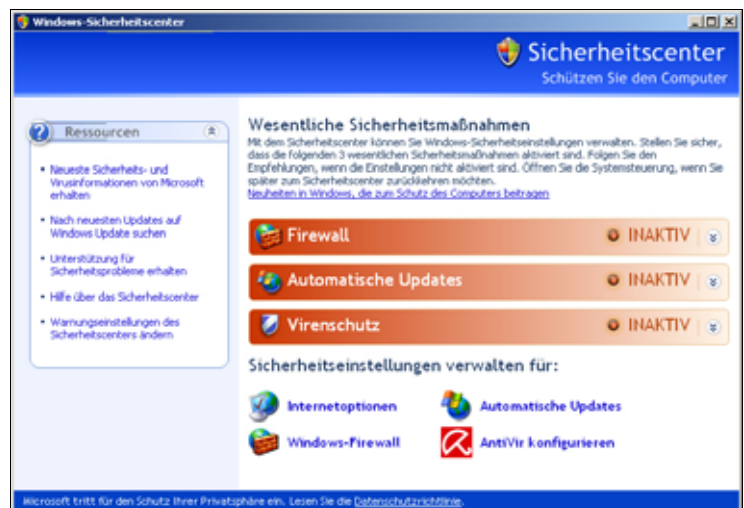 Windows-Sicherheitscenter
Sicherheitscenter
Schützen Sie den Computer
Ressourcen
• Neueste Sicherheits- und
Virusinformationen von Microsoft
erhalten
• Nach neuesten Updates auf
Windows Update suchen
• Unterstützung für
Sicherheitsprobleme erhalten
• Hilfe über das Sicherheitscenter
• Warnungseinstellungen des
Sicherheitscenters ändern
Wesentliche Sicherheitsmaßnahmen
Mit dem Sicherheitscenter können Sie Windows-Sicherheitseinstellungen verwalten. Stellen Sie sicher,
dass die folgenden 3 wesentlichen Sicherheitsmaßnahmen aktiviert sind. Folgen Sie den
Empfehlungen, wenn die Einstellungen nicht aktiviert sind. Öffnen Sie die Systemsteuerung, wenn Sie
später zum Sicherheitscenter zurückkehren möchten.
Neuheiten in Windows, die zum Schutz des Computers beitragen
Firewall INAKTIV
Automatische Updates INAKTIV
Virenschutz INAKTIV
Sicherheitseinstellungen verwalten für:
Internetoptionen Automatische Updates
Windows-Firewall AntiVir konfigurieren
Microsoft tritt für den Schutz Ihrer Privatsphäre ein. Lesen Sie die Datenschutzrichtlinie.